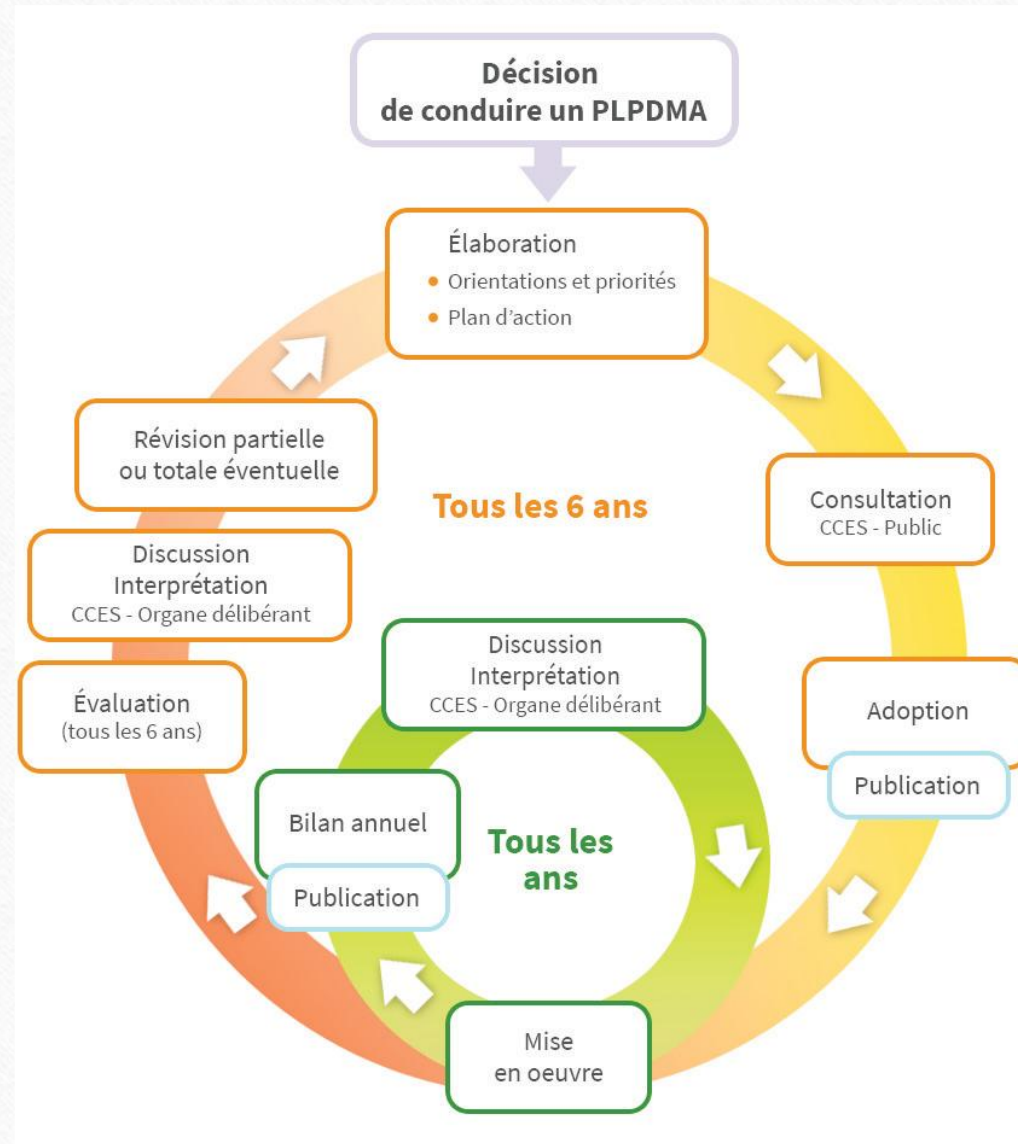 Décision
de conduire un PLPDMA
Élaboration
• Orientations et priorités
• Plan d'action
Révision partielle
ou totale éventuelle
Tous les 6 ans
Consultation
CCES - Public
Discussion
Interprétation
CCES - Organe délibérant
Discussion
Interprétation
CCES - Organe délibérant
Évaluation
(tous les 6 ans)
Adoption
Publication
Bilan annuel
Publication
Tous les
ans
Mise
en oeuvre